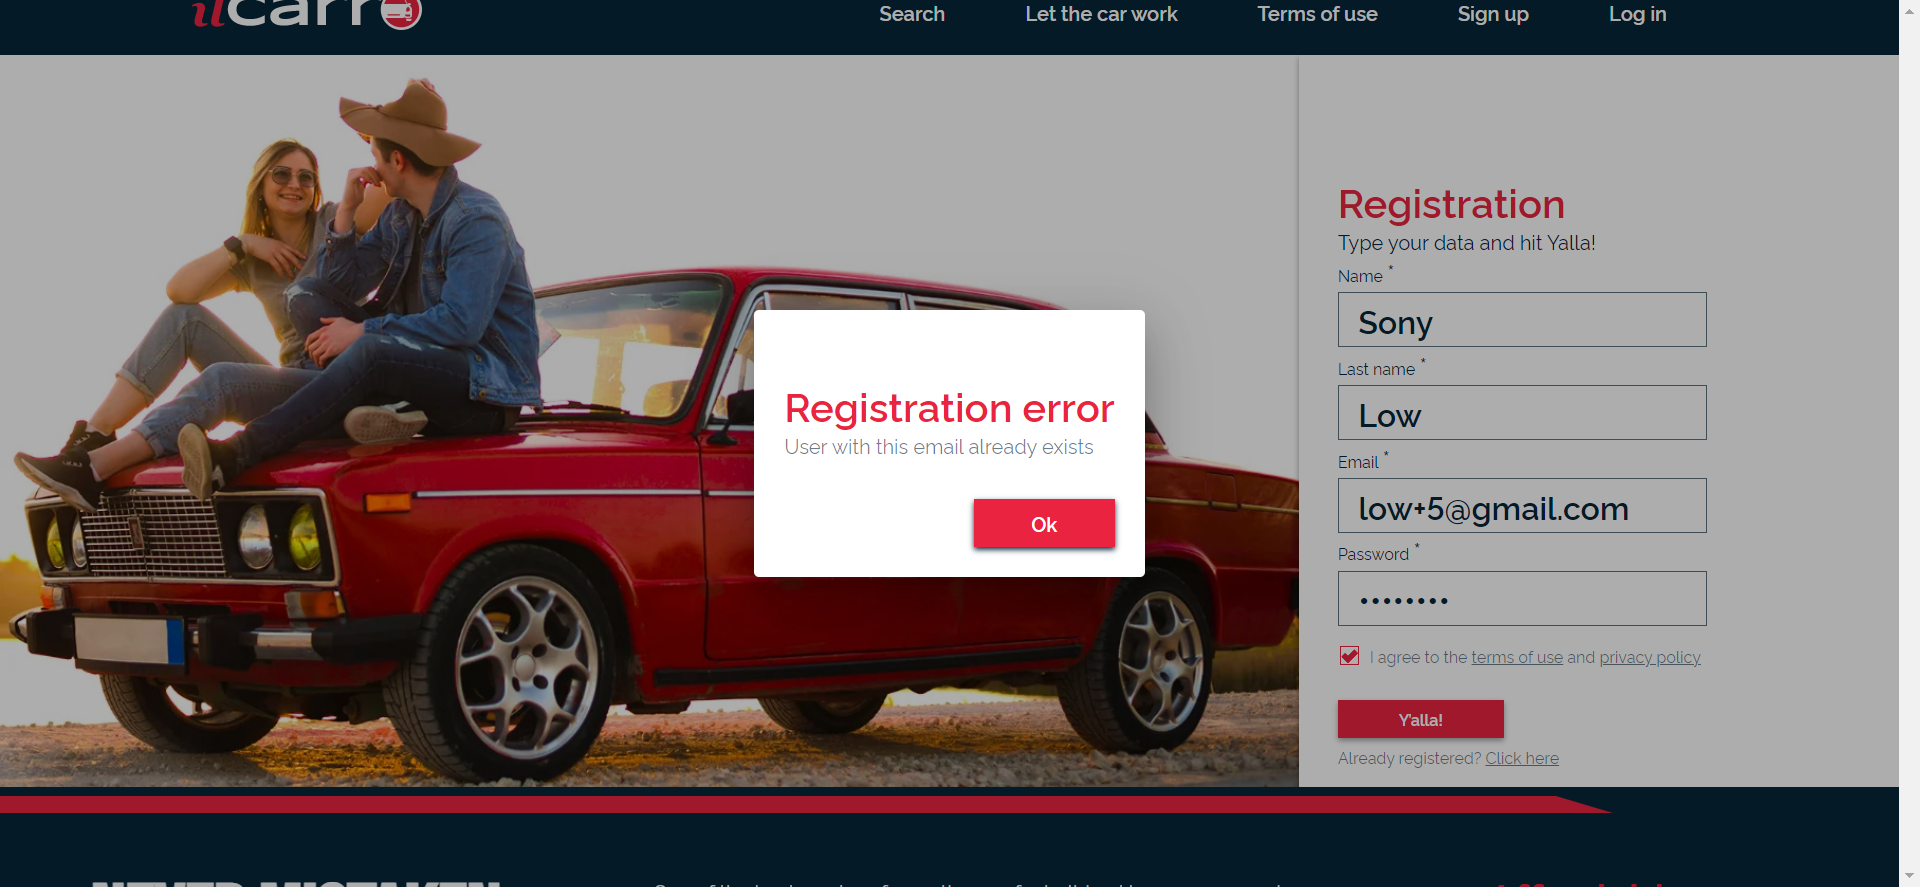 ilcarro
Search
Let the car work
Terms of use
Sign up
Log in
Registration
Type your data and hit Yalla!
Name *
Sony
Last name *
Low
Email *
low+5@gmail.com
Password *
••••••••
I agree to the terms of use and privacy policy
Y'alla!
Already registered? Click here
Registration error
User with this email already exists
Ok
NEVER MISTAKEN